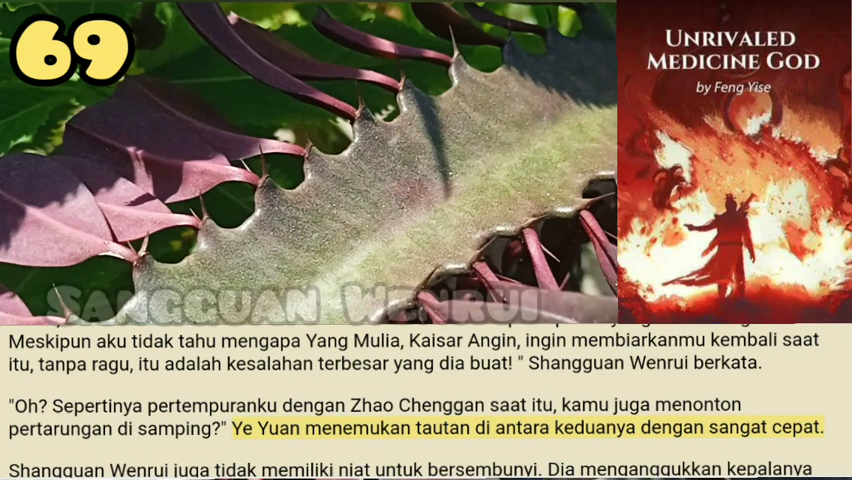 69
UNRIVALED
MEDICINE GOD
by Feng Yise
SANGGUAN WENRUI
Meskipun aku tidak tahu mengapa Yang Mulia, Kaisar Angin, ingin membiarkanmu kembali saat
itu, tanpa ragu, itu adalah kesalahan terbesar yang dia buat! " Shangguan Wenrui berkata.
"Oh? Sepertinya pertempuranku dengan Zhao Chenggan saat itu, kamu juga menonton
pertarungan di samping?" Ye Yuan menemukan tautan di antara keduanya dengan sangat cepat.
Shangguan Wenrui juga tidak memiliki niat untuk bersembunyi. Dia menganggukkan kepalanya